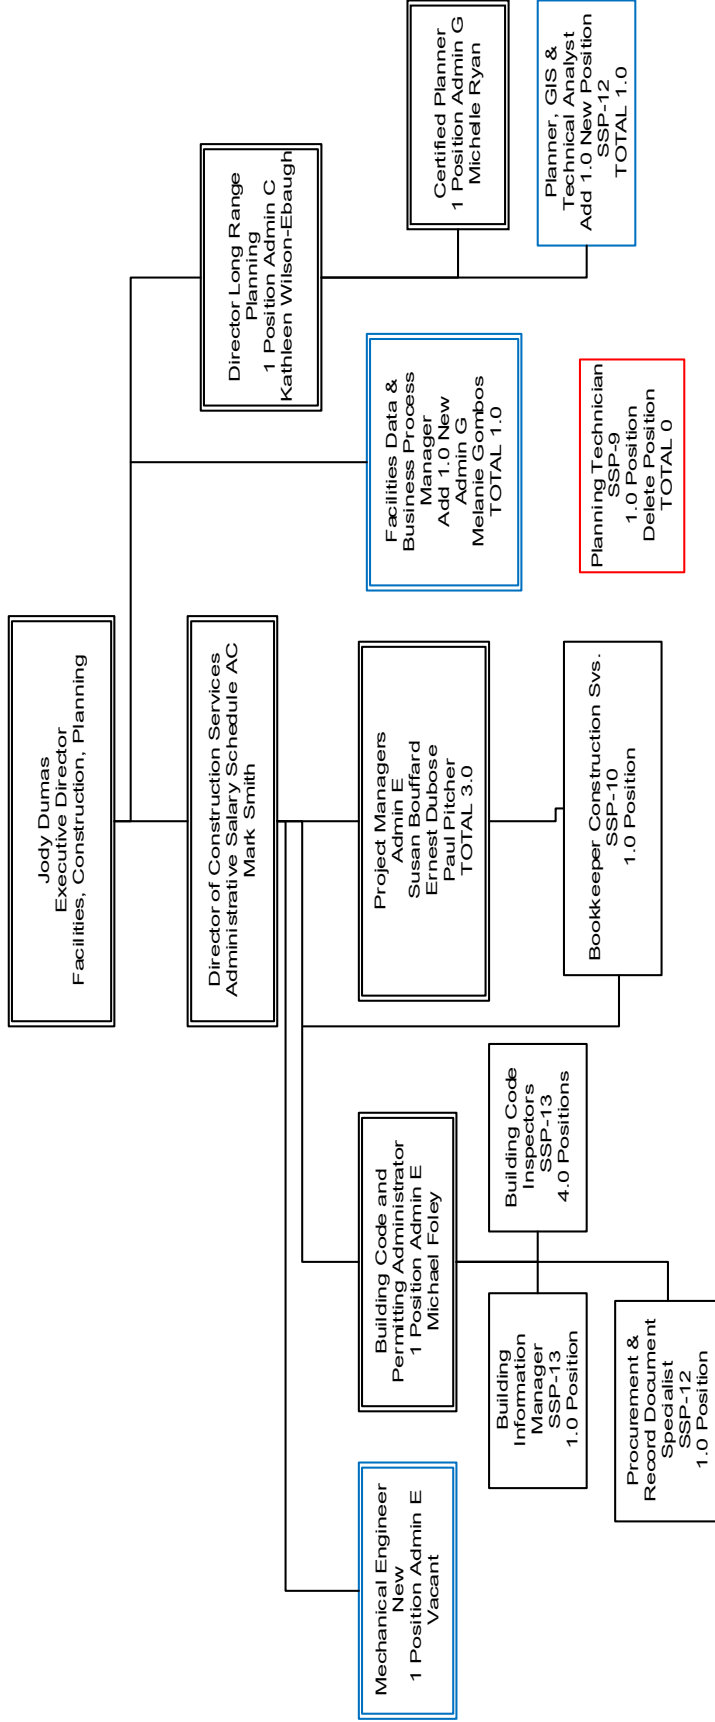 Jody Dumas
Executive Director
Facilities, Construction, Planning
Director of Construction Services
Administrative Salary Schedule AC
Mark Smith
Director Long Range
Planning
1 Position Admin C
Kathleen Wilson-Ebaugh
Mechanical Engineer
New
1 Position Admin E
Vacant
Building Code and
Permitting Administrator
1 Position Admin E
Michael Foley
Project Managers
Admin E
Susan Bouffard
Ernest Dubose
Paul Pitcher
TOTAL 3.0
Facilities Data &
Business Process
Manager
Add 1.0 New
Admin G
Melanie Gombos
TOTAL 1.0
Certified Planner
1 Position Admin G
Michelle Ryan
Building
Information
Manager
SSP-13
1.0 Position
Building Code
Inspectors
SSP-13
4.0 Positions
Bookkeeper Construction Svs.
SSP-10
1.0 Position
Planning Technician
SSP-9
1.0 Position
Delete Position
TOTAL 0
Planner, GIS &
Technical Analyst
Add 1.0 New Position
SSP-12
TOTAL 1.0
Procurement &
Record Document
Specialist
SSP-12
1.0 Position